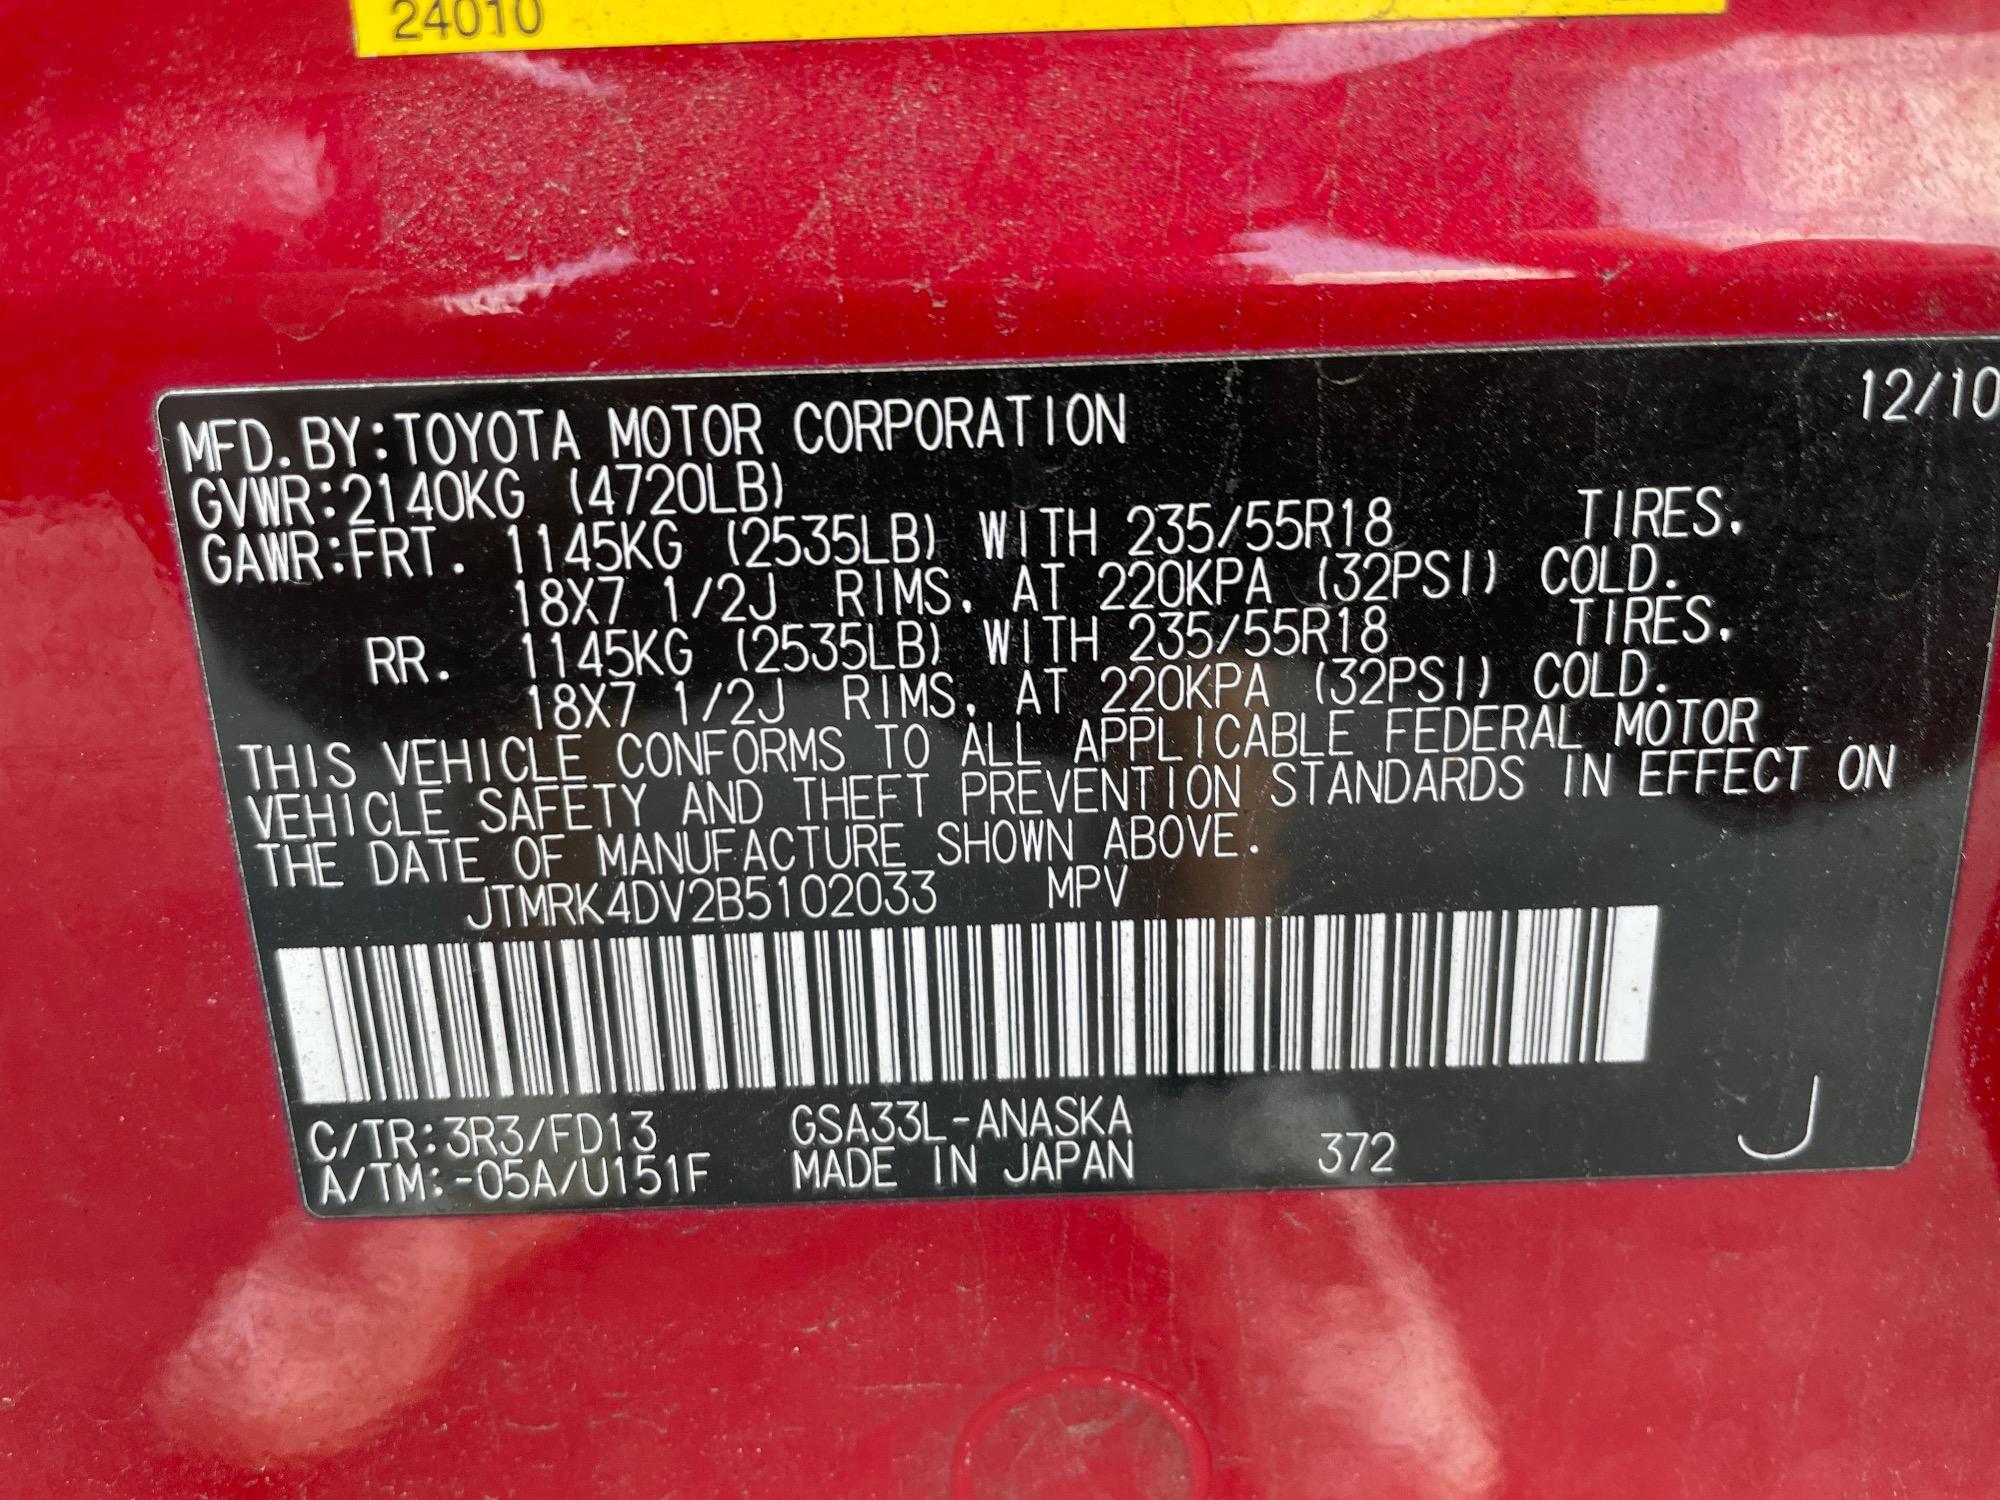 24010
12/10
MFD.BY:TOYOTA MOTOR CORPORATION
GVWR:2140KG (4720LB)
GAWR:FRT. 1145KG (2535LB) WITH 235/55R18 TIRES.
18X7 1/2J RIMS, AT 220KPA (32PSI) COLD.
RR. 1145KG (2535LB) WITH 235/55R18 TIRES,
18X7 1/2J RIMS, AT 220KPA (32PSI) COLD.
THIS VEHICLE CONFORMS TO ALL APPLICABLE FEDERAL MOTOR
VEHICLE SAFETY AND THEFT PREVENTION STANDARDS IN EFFECT ON
THE DATE OF MANUFACTURE SHOWN ABOVE.
JTMRK4DV2B5102033 MPV
C/TR:3R3/FD13 GSA33L-ANASKA
A/TM:-05A/U151F MADE IN JAPAN 372 J